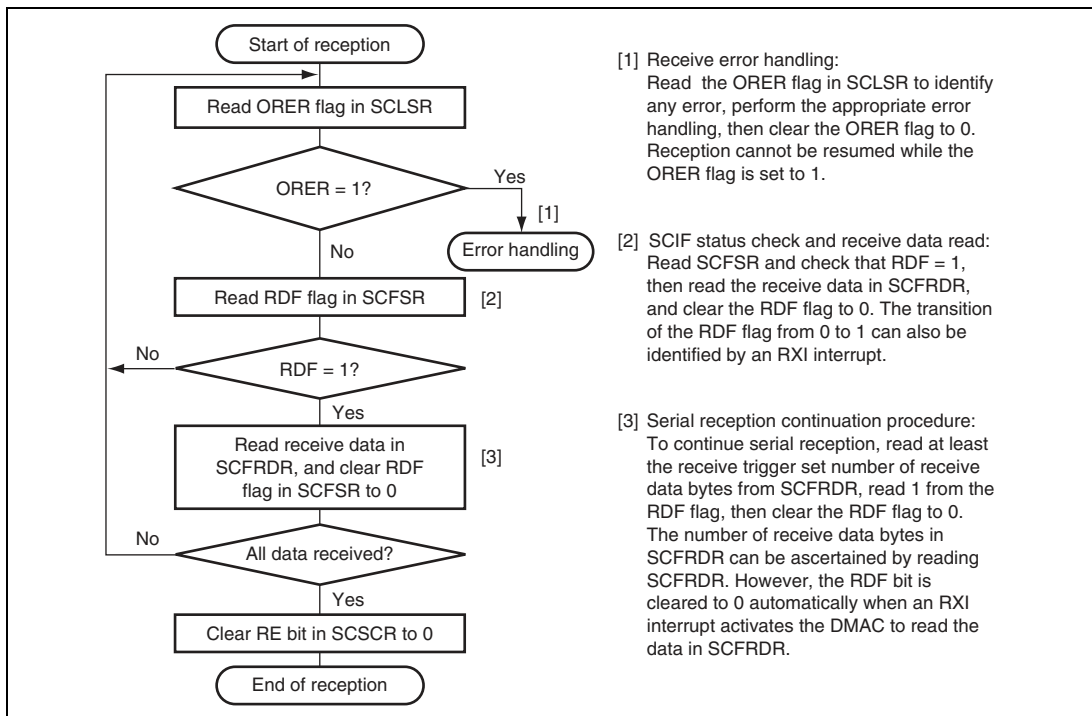 Start of reception
Read ORER flag in SCLSR
ORER = 1?
Yes
[1]
Error handling
No
Read RDF flag in SCFSR
[2]
No
RDF = 1?
Yes
Read receive data in
SCFRDR, and clear RDF
flag in SCFSR to 0
[3]
No
All data received?
Yes
Clear RE bit in SCSCR to 0
End of reception
[1] Receive error handling:
Read the ORER flag in SCLSR to identify
any error, perform the appropriate error
handling, then clear the ORER flag to 0.
Reception cannot be resumed while the
ORER flag is set to 1.
[2] SCIF status check and receive data read:
Read SCFSR and check that RDF = 1,
then read the receive data in SCFRDR,
and clear the RDF flag to 0. The transition
of the RDF flag from 0 to 1 can also be
identified by an RXI interrupt.
[3] Serial reception continuation procedure:
To continue serial reception, read at least
the receive trigger set number of receive
data bytes from SCFRDR, read 1 from the
RDF flag, then clear the RDF flag to 0.
The number of receive data bytes in
SCFRDR can be ascertained by reading
SCFRDR. However, the RDF bit is
cleared to 0 automatically when an RXI
interrupt activates the DMAC to read the
data in SCFRDR.